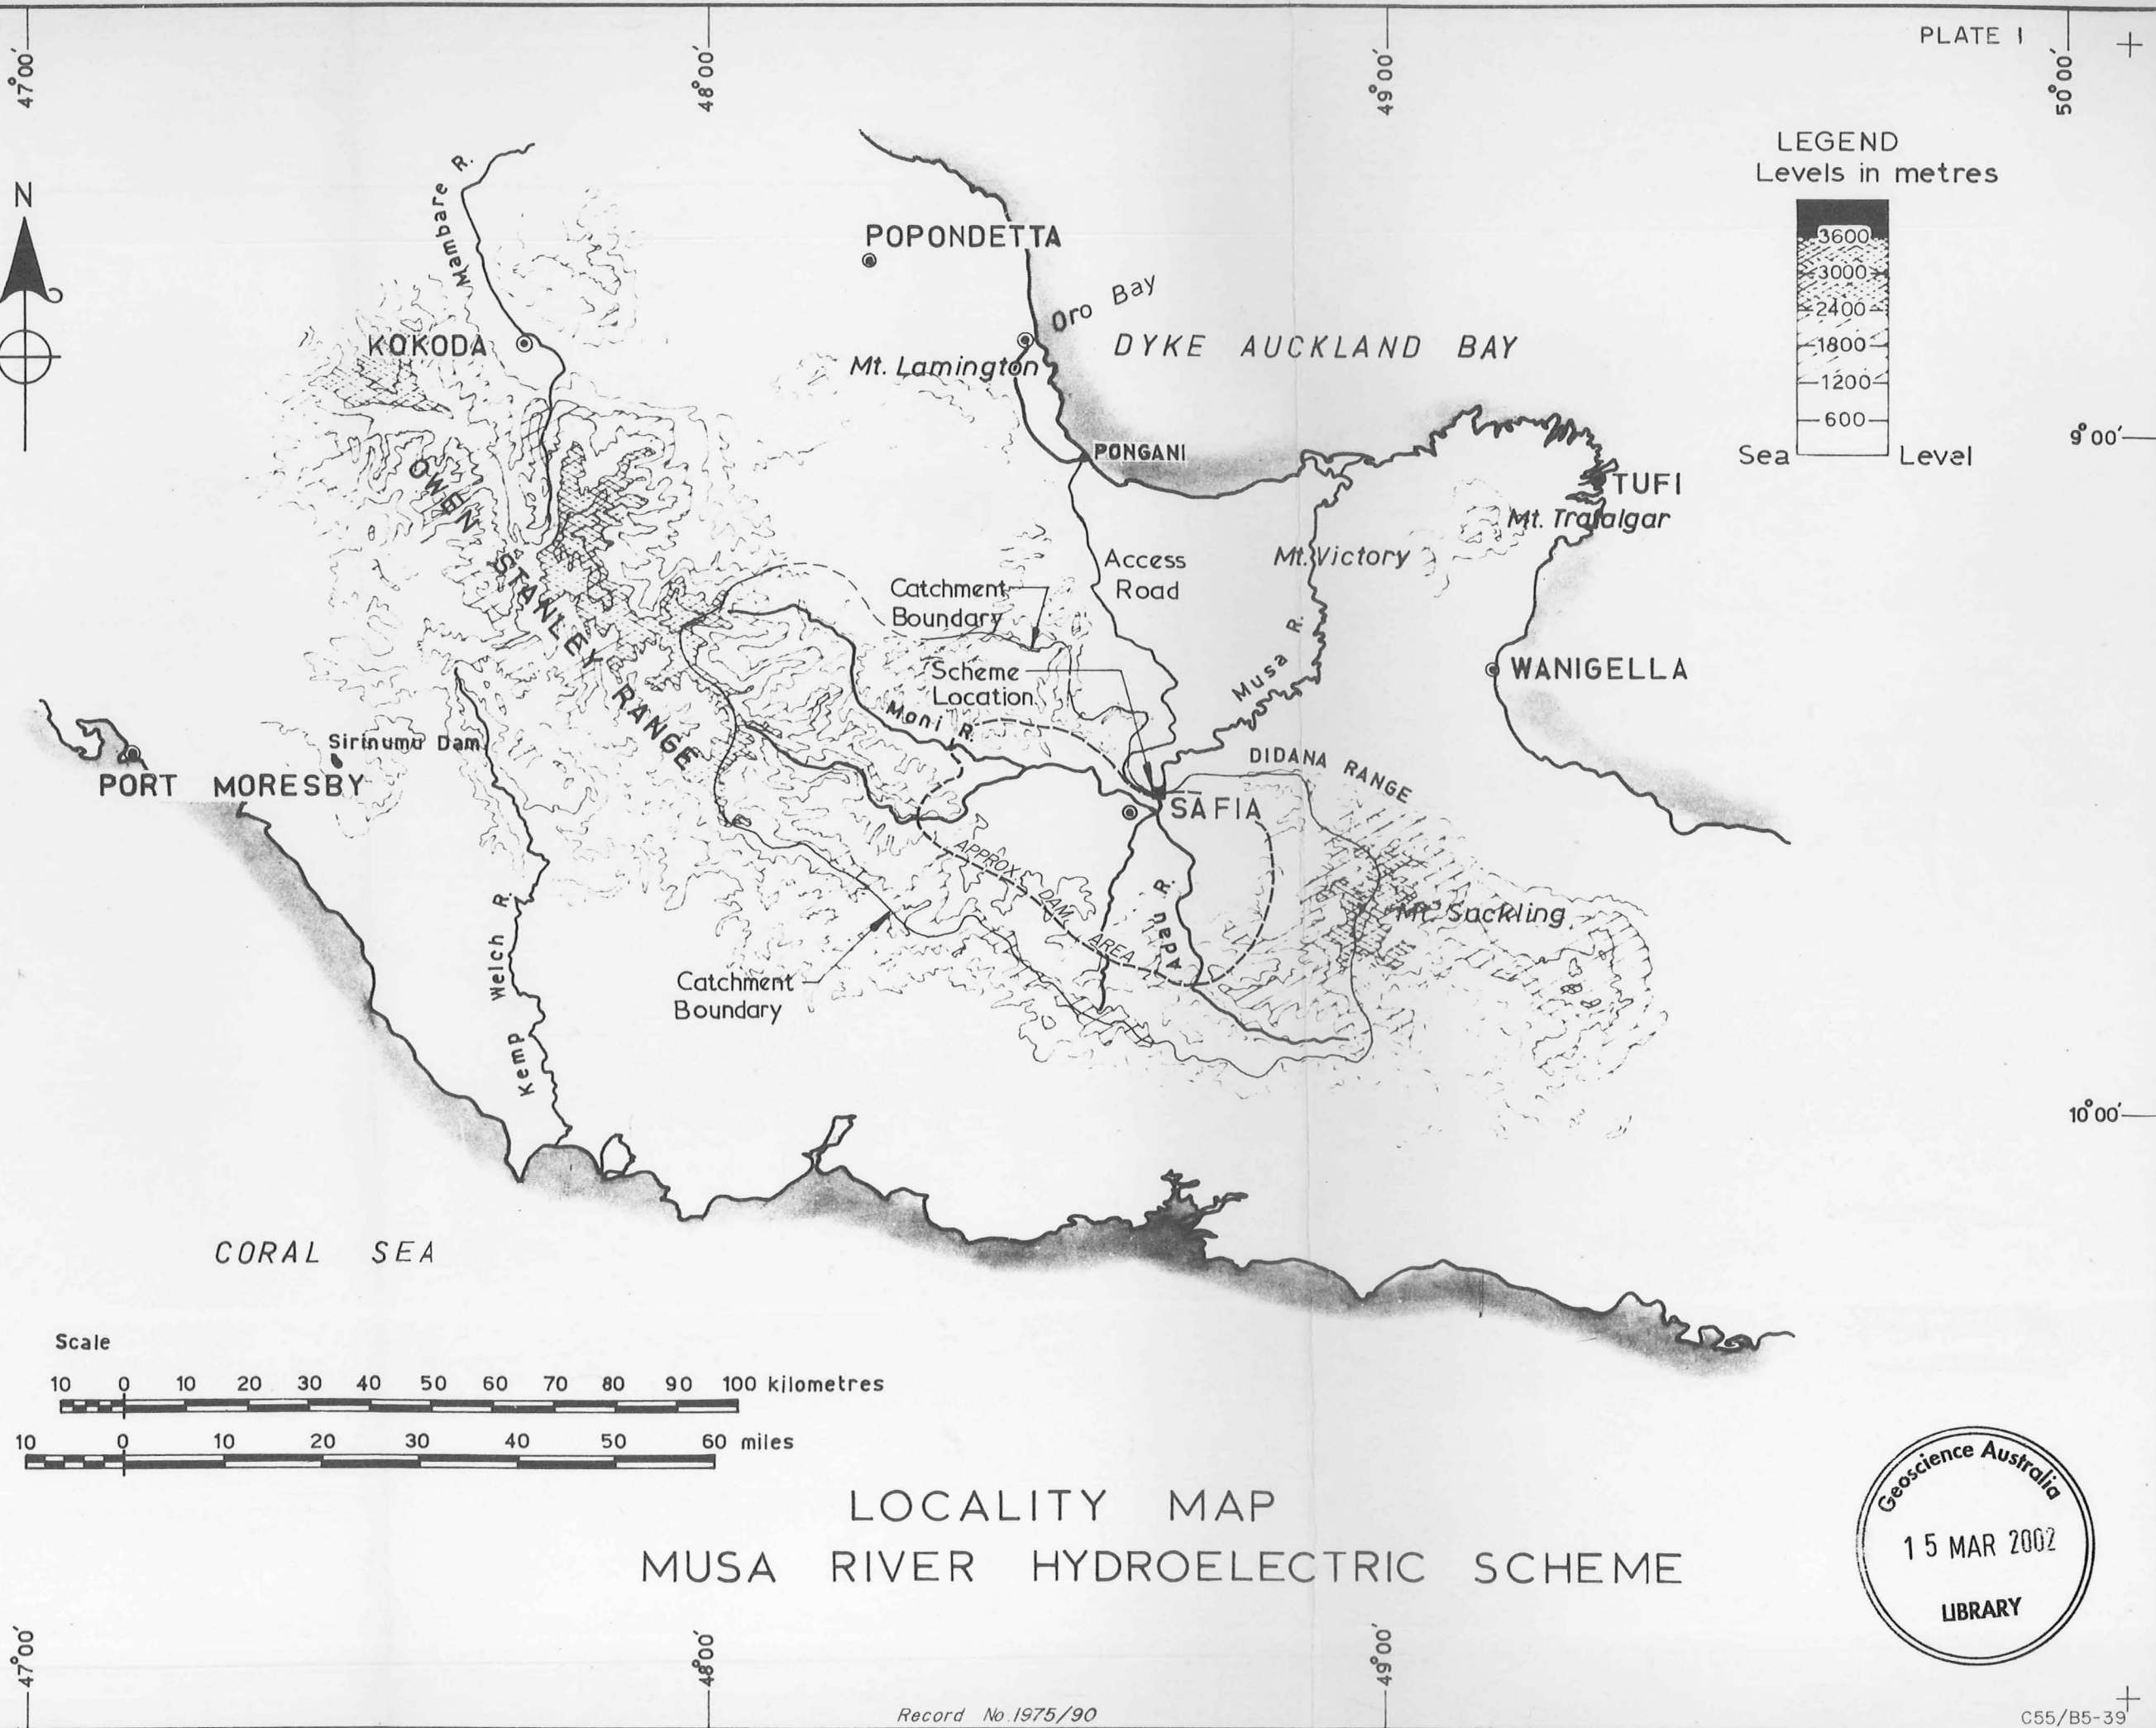 PLATE 1
47°00'
48°00'
49°00'
50°00'
N
LEGEND
Levels in metres
3600
3000
2400
1800
1200
600
Sea Level
9°00'
10°00'
Mambare R.
POPONDETTA
Oro Bay
KOKODA
Mt. Lamington
DYKE AUCKLAND BAY
PONGANI
TUFI
Mt. Trafalgar
OWEN STANLEY RANGE
Access
Road
Mt. Victory
Catchment
Boundary
Musa R.
WANIGELLA
Scheme
Location
Moni R.
Sirinumu Dam
PORT MORESBY
DIDANA RANGE
SAFIA
APPROX. DAM AREA
Adau R.
Mt. Suckling
Kemp Welch R.
Catchment
Boundary
CORAL SEA
Scale
10 0 10 20 30 40 50 60 70 80 90 100 kilometres
10 0 10 20 30 40 50 60 miles
LOCALITY MAP
MUSA RIVER HYDROELECTRIC SCHEME
Geoscience Australia
15 MAR 2002
LIBRARY
47°00'
48°00'
49°00'
Record No. 1975/90
C55/B5-39